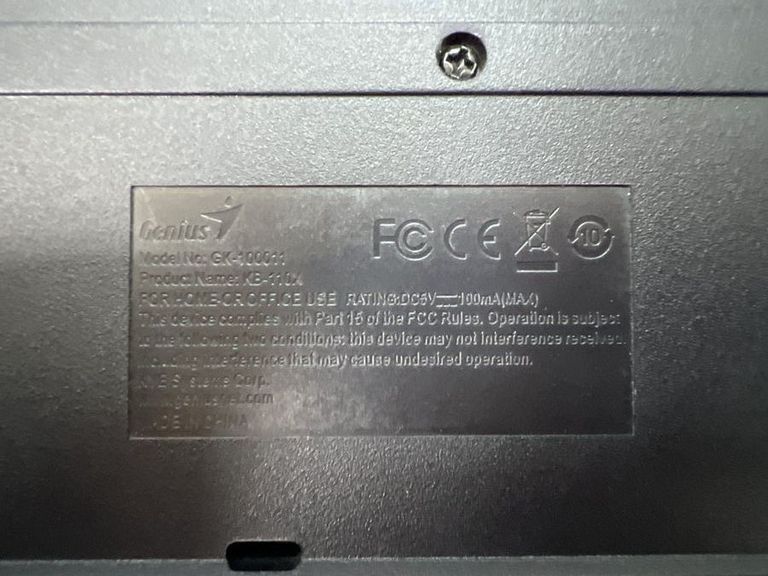 Genius
FC CE
10
Model No: GK-100011
Product Name: KB-110X
FOR HOME OR OFFICE USE RATING:DC5V 100mA(MAX)
This device complies with Part 15 of the FCC Rules. Operation is subject
to the following two conditions: this device may not interference received,
including interference that may cause undesired operation.
KYE Systems Corp.
www.geniusnet.com
MADE IN CHINA